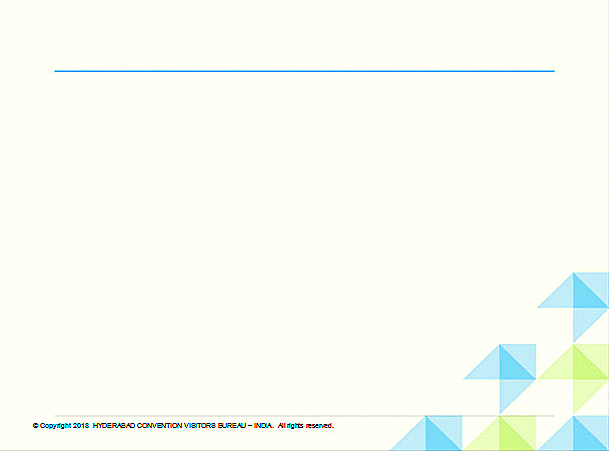 © Copyright 2018 HYDERABAD CONVENTION VISITORS BUREAU – INDIA. All rights reserved.